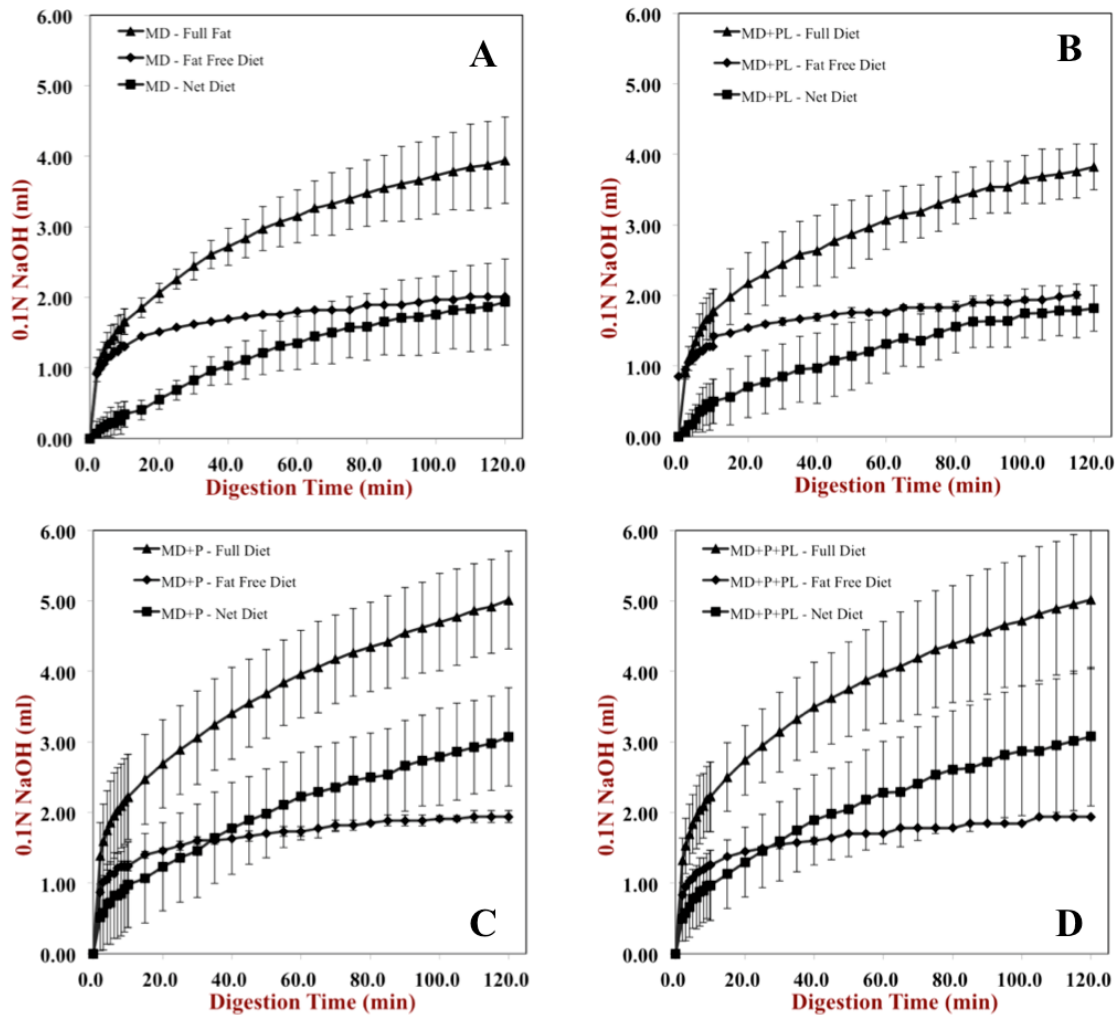 6.00
5.00
4.00
3.00
2.00
1.00
0.00
0.1N NaOH (ml)
MD - Full Fat
MD - Fat Free Diet
MD - Net Diet
A
0.0 20.0 40.0 60.0 80.0 100.0 120.0
Digestion Time (min)
6.00
5.00
4.00
3.00
2.00
1.00
0.00
0.1N NaOH (ml)
MD+PL - Full Diet
MD+PL - Fat Free Diet
MD+PL - Net Diet
B
0.0 20.0 40.0 60.0 80.0 100.0 120.0
Digestion Time (min)
6.00
5.00
4.00
3.00
2.00
1.00
0.00
0.1N NaOH (ml)
MD+P - Full Diet
MD+P - Fat Free Diet
MD+P - Net Diet
C
0.0 20.0 40.0 60.0 80.0 100.0 120.0
Digestion Time (min)
6.00
5.00
4.00
3.00
2.00
1.00
0.00
0.1N NaOH (ml)
MD+P+PL - Full Diet
MD+P+PL - Fat Free Diet
MD+P+PL - Net Diet
D
0.0 20.0 40.0 60.0 80.0 100.0 120.0
Digestion Time (min)